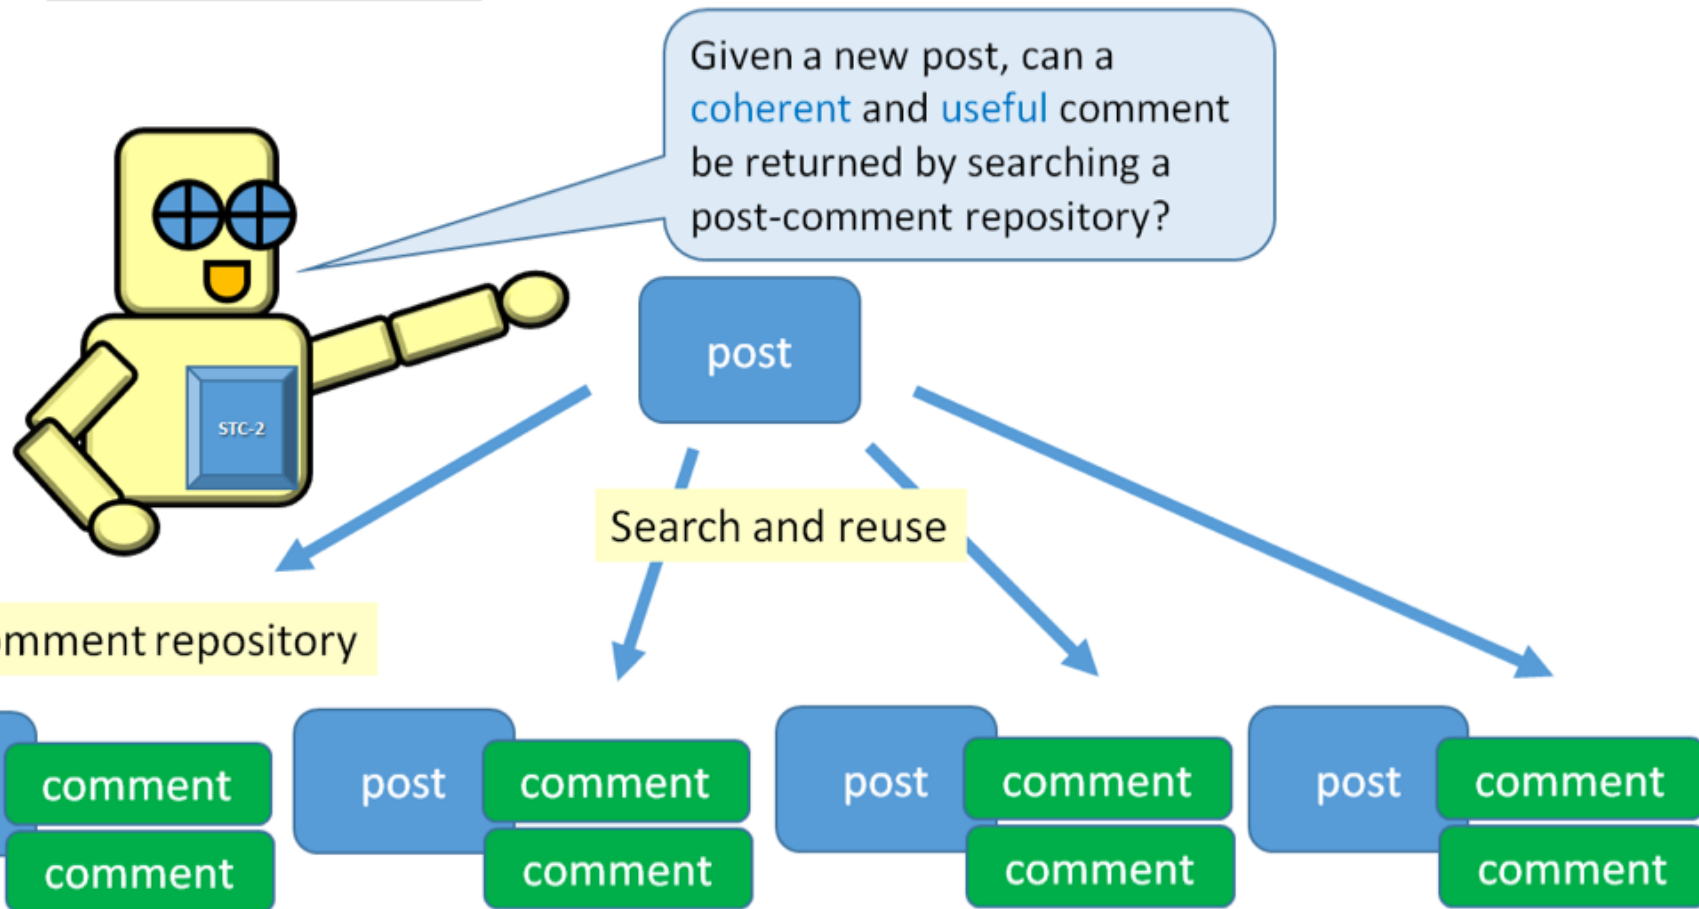 Given a new post, can a
coherent and useful comment
be returned by searching a
post-comment repository?
post
STC-2
Search and reuse
mment repository
comment
post
comment
post
comment
post
comment
comment
comment
comment
comment